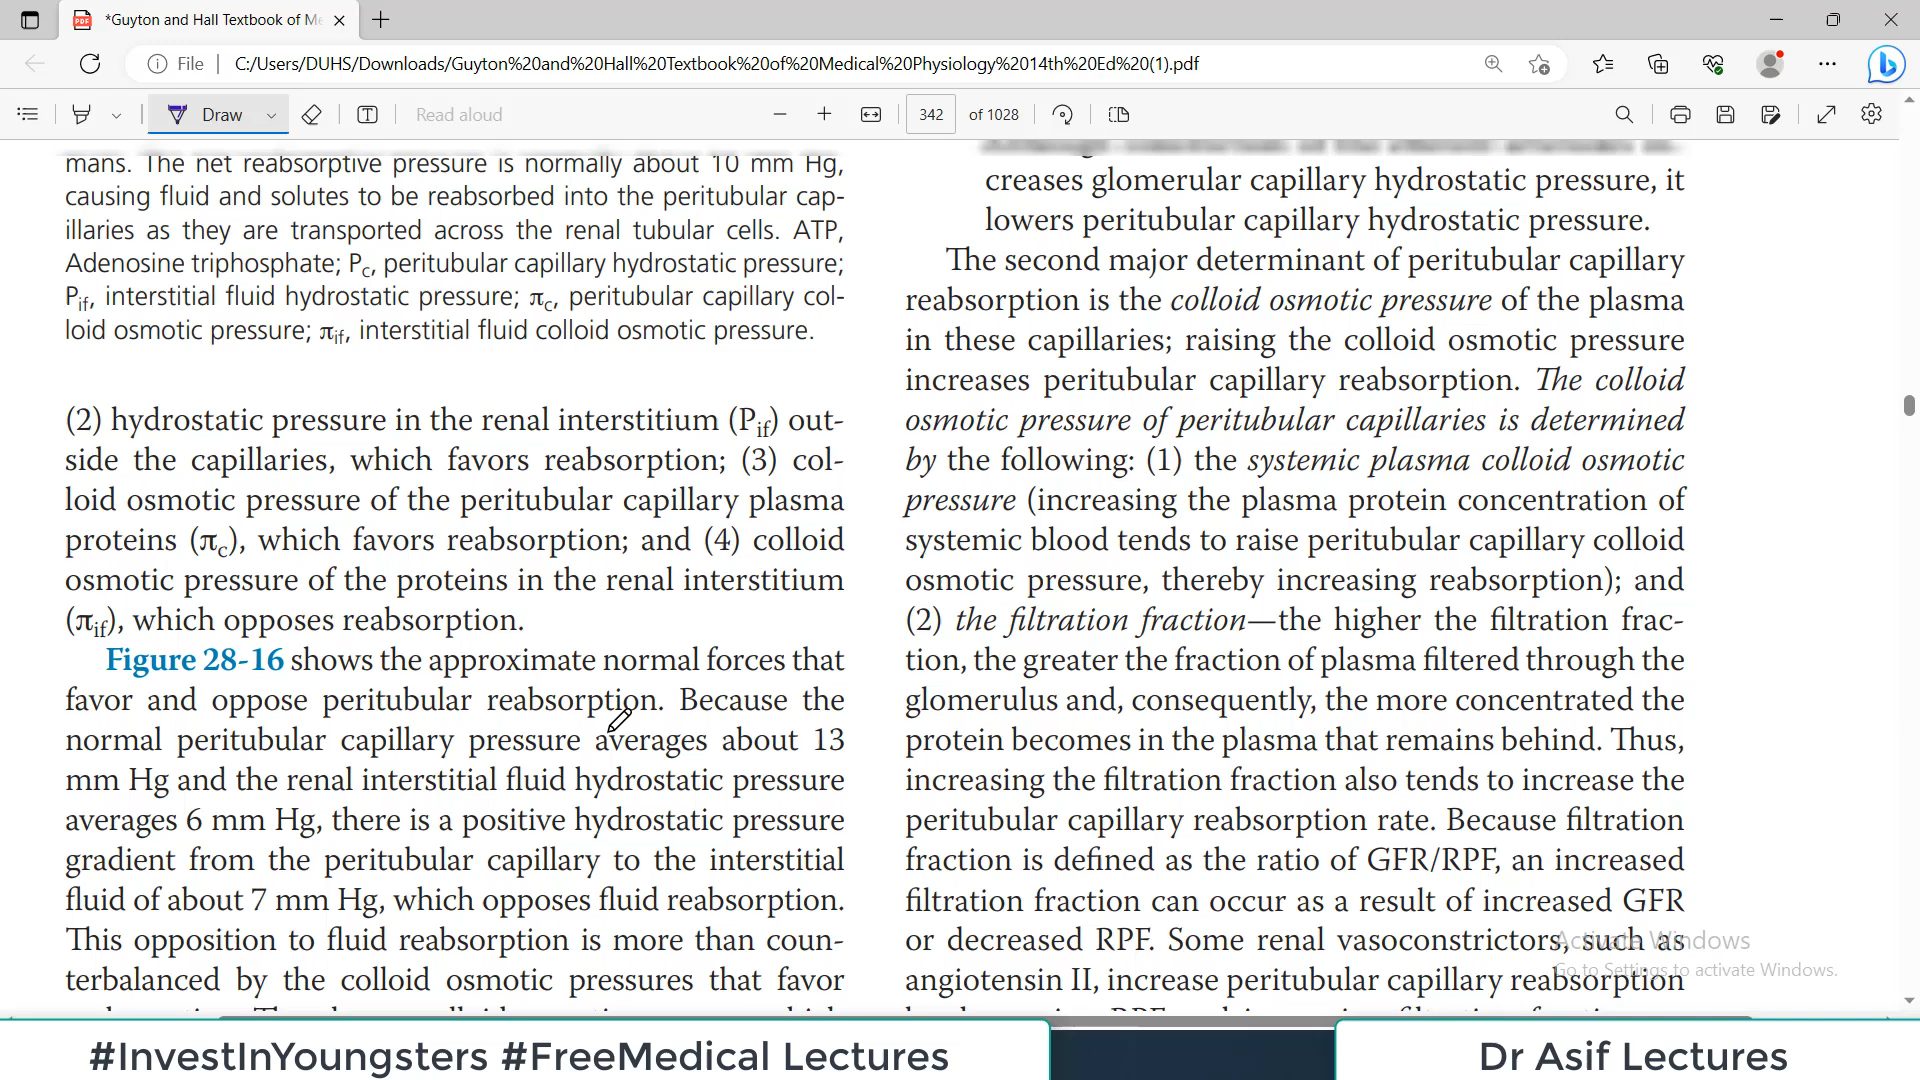 *Guyton and Hall Textbook of Me
File
C:/Users/DUHS/Downloads/Guyton%20and%20Hall%20Textbook%20of%20Medical%20Physiology%2014th%20Ed%20(1).pdf
Draw
Read aloud
342 of 1028
mans. The net reabsorptive pressure is normally about 10 mm Hg,
causing fluid and solutes to be reabsorbed into the peritubular cap-
illaries as they are transported across the renal tubular cells. ATP,
Adenosine triphosphate; Pc, peritubular capillary hydrostatic pressure;
Pif, interstitial fluid hydrostatic pressure; πc, peritubular capillary col-
loid osmotic pressure; πif, interstitial fluid colloid osmotic pressure.
(2) hydrostatic pressure in the renal interstitium (Pif) out-
side the capillaries, which favors reabsorption; (3) col-
loid osmotic pressure of the peritubular capillary plasma
proteins (πc), which favors reabsorption; and (4) colloid
osmotic pressure of the proteins in the renal interstitium
(πif), which opposes reabsorption.
Figure 28-16 shows the approximate normal forces that
favor and oppose peritubular reabsorption. Because the
normal peritubular capillary pressure averages about 13
mm Hg and the renal interstitial fluid hydrostatic pressure
averages 6 mm Hg, there is a positive hydrostatic pressure
gradient from the peritubular capillary to the interstitial
fluid of about 7 mm Hg, which opposes fluid reabsorption.
This opposition to fluid reabsorption is more than coun-
terbalanced by the colloid osmotic pressures that favor
creases glomerular capillary hydrostatic pressure, it
lowers peritubular capillary hydrostatic pressure.
The second major determinant of peritubular capillary
reabsorption is the colloid osmotic pressure of the plasma
in these capillaries; raising the colloid osmotic pressure
increases peritubular capillary reabsorption. The colloid
osmotic pressure of peritubular capillaries is determined
by the following: (1) the systemic plasma colloid osmotic
pressure (increasing the plasma protein concentration of
systemic blood tends to raise peritubular capillary colloid
osmotic pressure, thereby increasing reabsorption); and
(2) the filtration fraction—the higher the filtration frac-
tion, the greater the fraction of plasma filtered through the
glomerulus and, consequently, the more concentrated the
protein becomes in the plasma that remains behind. Thus,
increasing the filtration fraction also tends to increase the
peritubular capillary reabsorption rate. Because filtration
fraction is defined as the ratio of GFR/RPF, an increased
filtration fraction can occur as a result of increased GFR
or decreased RPF. Some renal vasoconstrictors, such as
angiotensin II, increase peritubular capillary reabsorption
Activate Windows
Go to Settings to activate Windows.
#InvestInYoungsters #FreeMedical Lectures
Dr Asif Lectures